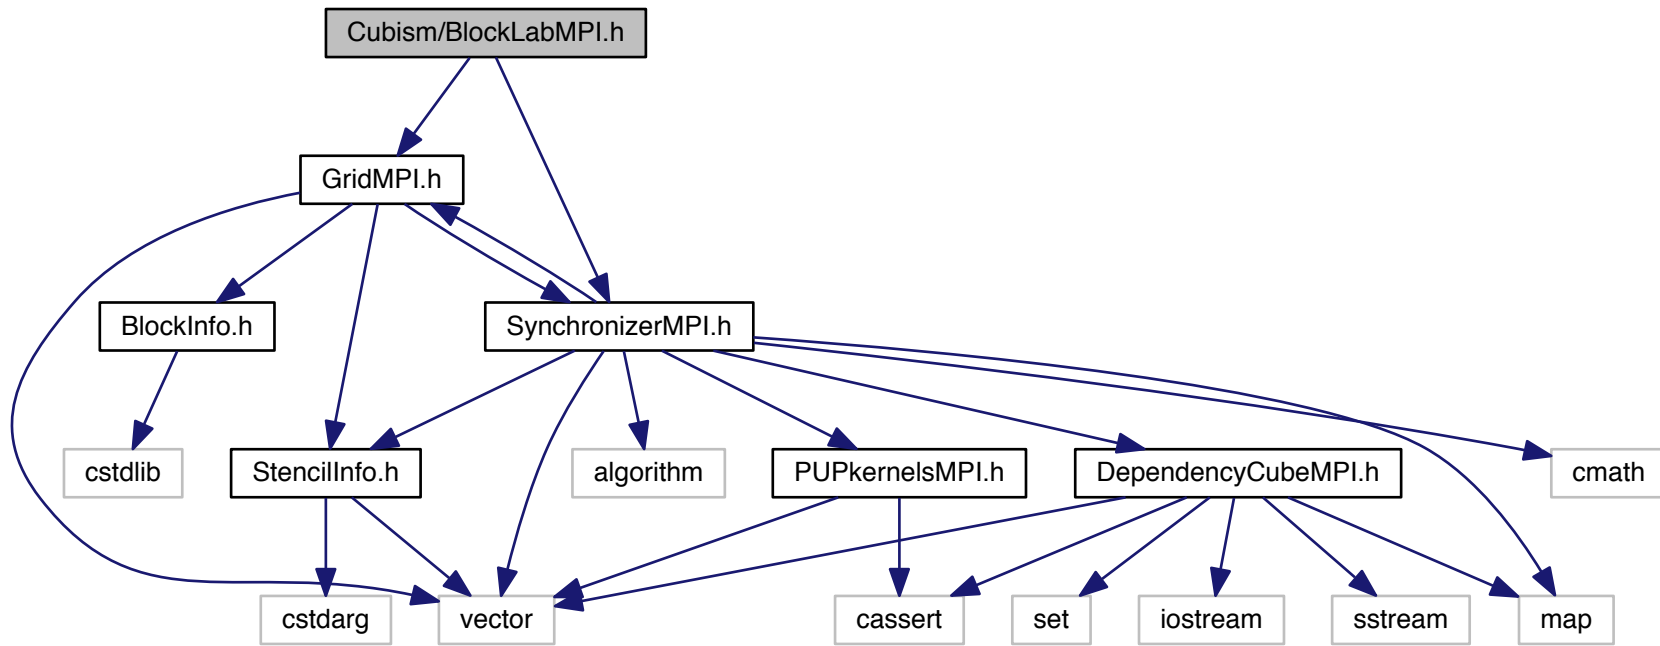 Cubism/BlockLabMPI.h
GridMPI.h
BlockInfo.h
SynchronizerMPI.h
cstdlib
StencilInfo.h
algorithm
PUPkernelsMPI.h
DependencyCubeMPI.h
cmath
cstdarg
vector
cassert
set
iostream
sstream
map